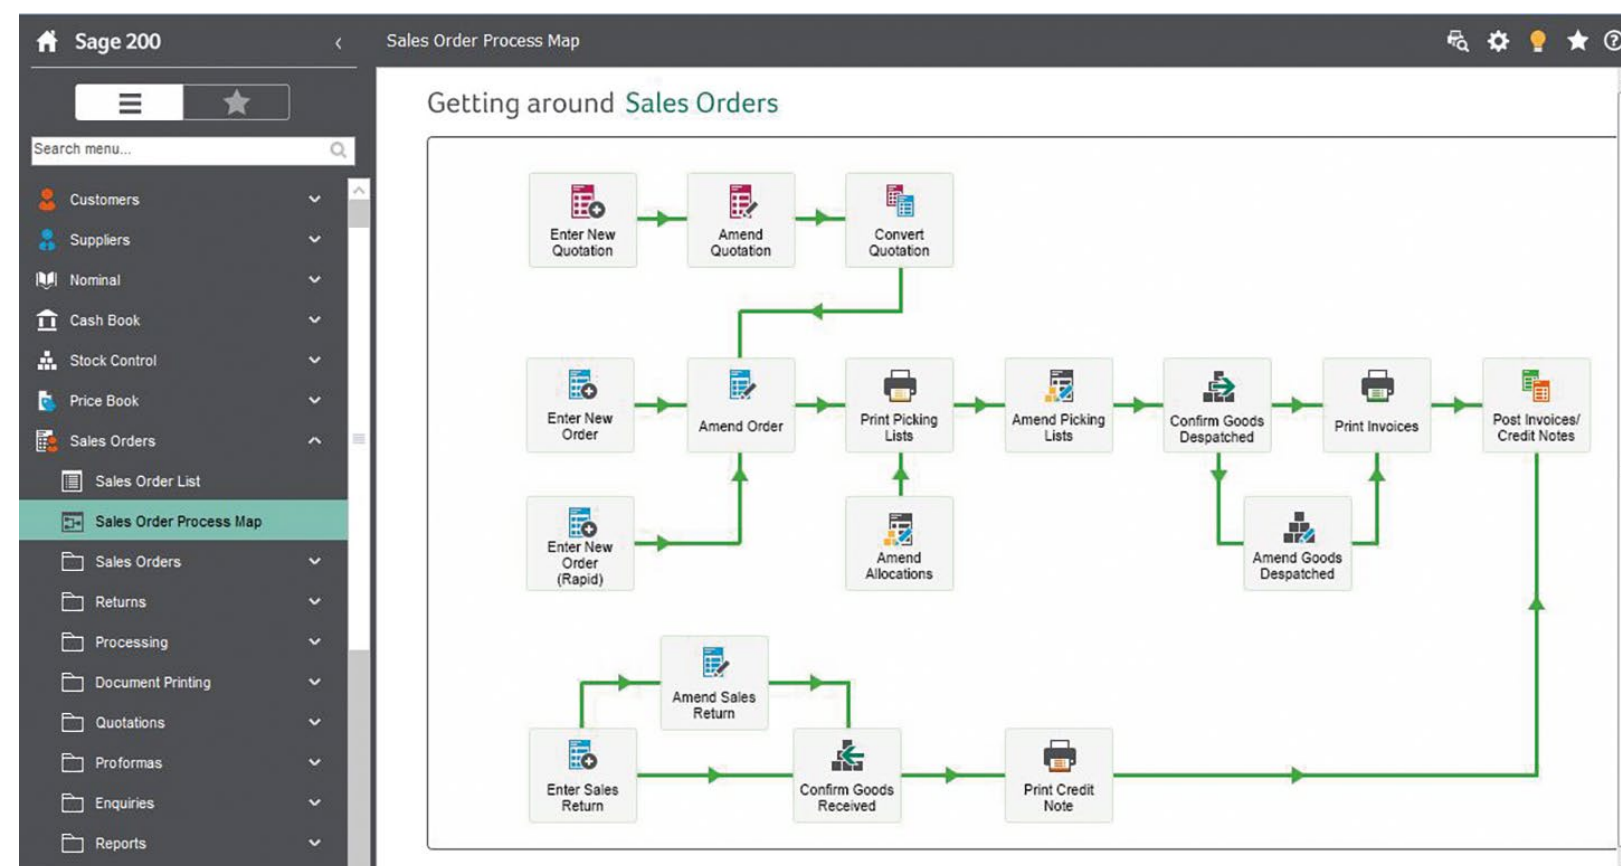 Sage 200
Sales Order Process Map
Getting around Sales Orders
Search menu...
Customers
Suppliers
Nominal
Cash Book
Stock Control
Price Book
Sales Orders
Sales Order List
Sales Order Process Map
Sales Orders
Returns
Processing
Document Printing
Quotations
Proformas
Enquiries
Reports
Enter New
Quotation
Amend
Quotation
Convert
Quotation
Enter New
Order
Amend Order
Print Picking
Lists
Amend Picking
Lists
Confirm Goods
Despatched
Print Invoices
Post Invoices/
Credit Notes
Enter New
Order
(Rapid)
Amend
Allocations
Amend Goods
Despatched
Amend Sales
Return
Enter Sales
Return
Confirm Goods
Received
Print Credit
Note